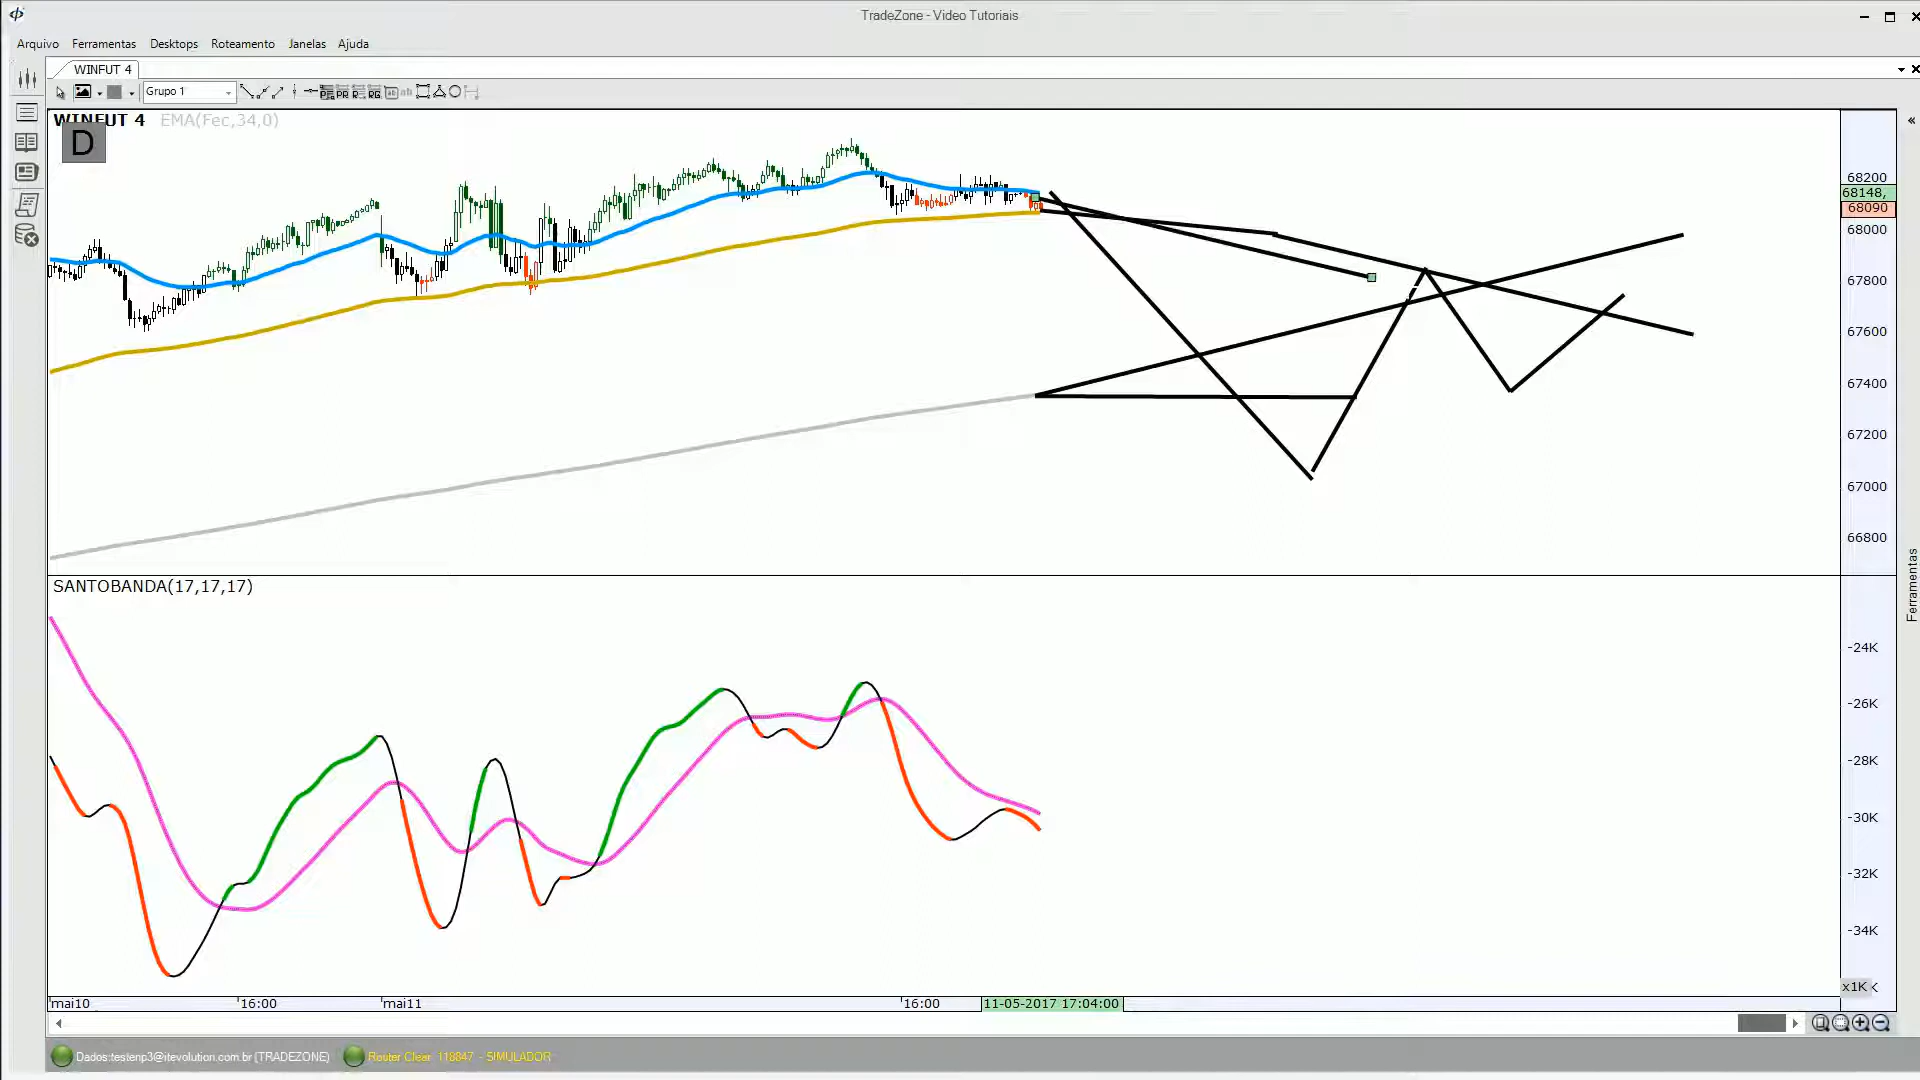 TradeZone - Video Tutoriais
Arquivo Ferramentas Desktops Roteamento Janelas Ajuda
WINFUT 4
Grupo 1
WINFUT 4 EMA(Fec,34,0)
D
68200
68148,
68090
68000
67800
67600
67400
67200
67000
66800
Ferramentas
SANTOBANDA(17,17,17)
-24K
-26K
-28K
-30K
-32K
-34K
x1K
mai10 16:00 mai11 16:00 11-05-2017 17:04:00
Dados:testenp3@itevolution.com.br (TRADEZONE) Router Clear 118847 - SIMULADOR